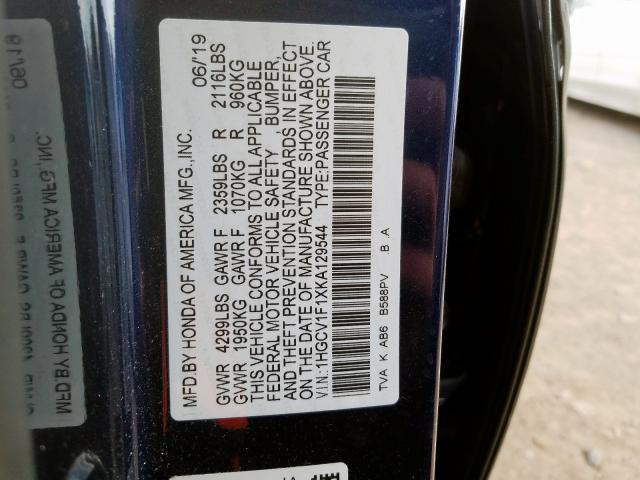 MFD.BY HONDA OF AMERICA MFG.,INC. 06/'19
GVWR 4299LBS GAWR F 2359LBS R 2116LBS
GVWR 1950KG GAWR F 1070KG R 960KG
THIS VEHICLE CONFORMS TO ALL APPLICABLE
FEDERAL MOTOR VEHICLE SAFETY , BUMPER,
AND THEFT PREVENTION STANDARDS IN EFFECT
ON THE DATE OF MANUFACTURE SHOWN ABOVE.
V.I.N.:1HGCV1F1XKA129544 TYPE:PASSENGER CAR
TVA K AB6 B588PV .B .A